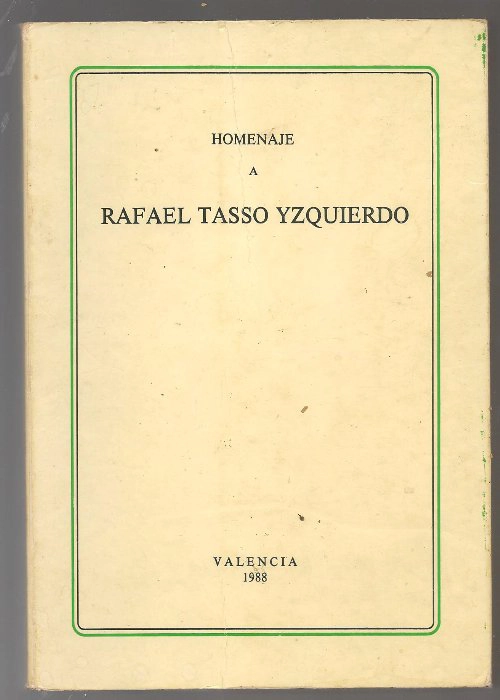 HOMENAJE
A
RAFAEL TASSO YZQUIERDO
VALENCIA
1988